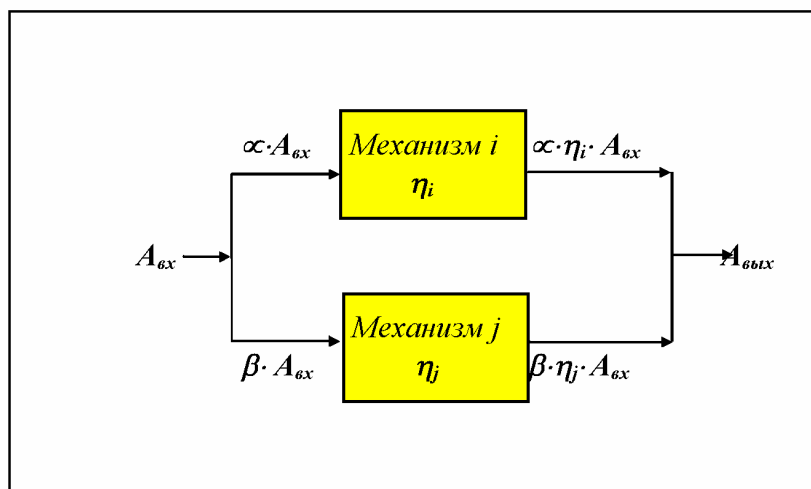 ∝·Aвх
Механизм i
ηi
∝·ηi·Aвх
Aвх
Aвых
Механизм j
ηj
β·Aвх
β·ηj·Aвх